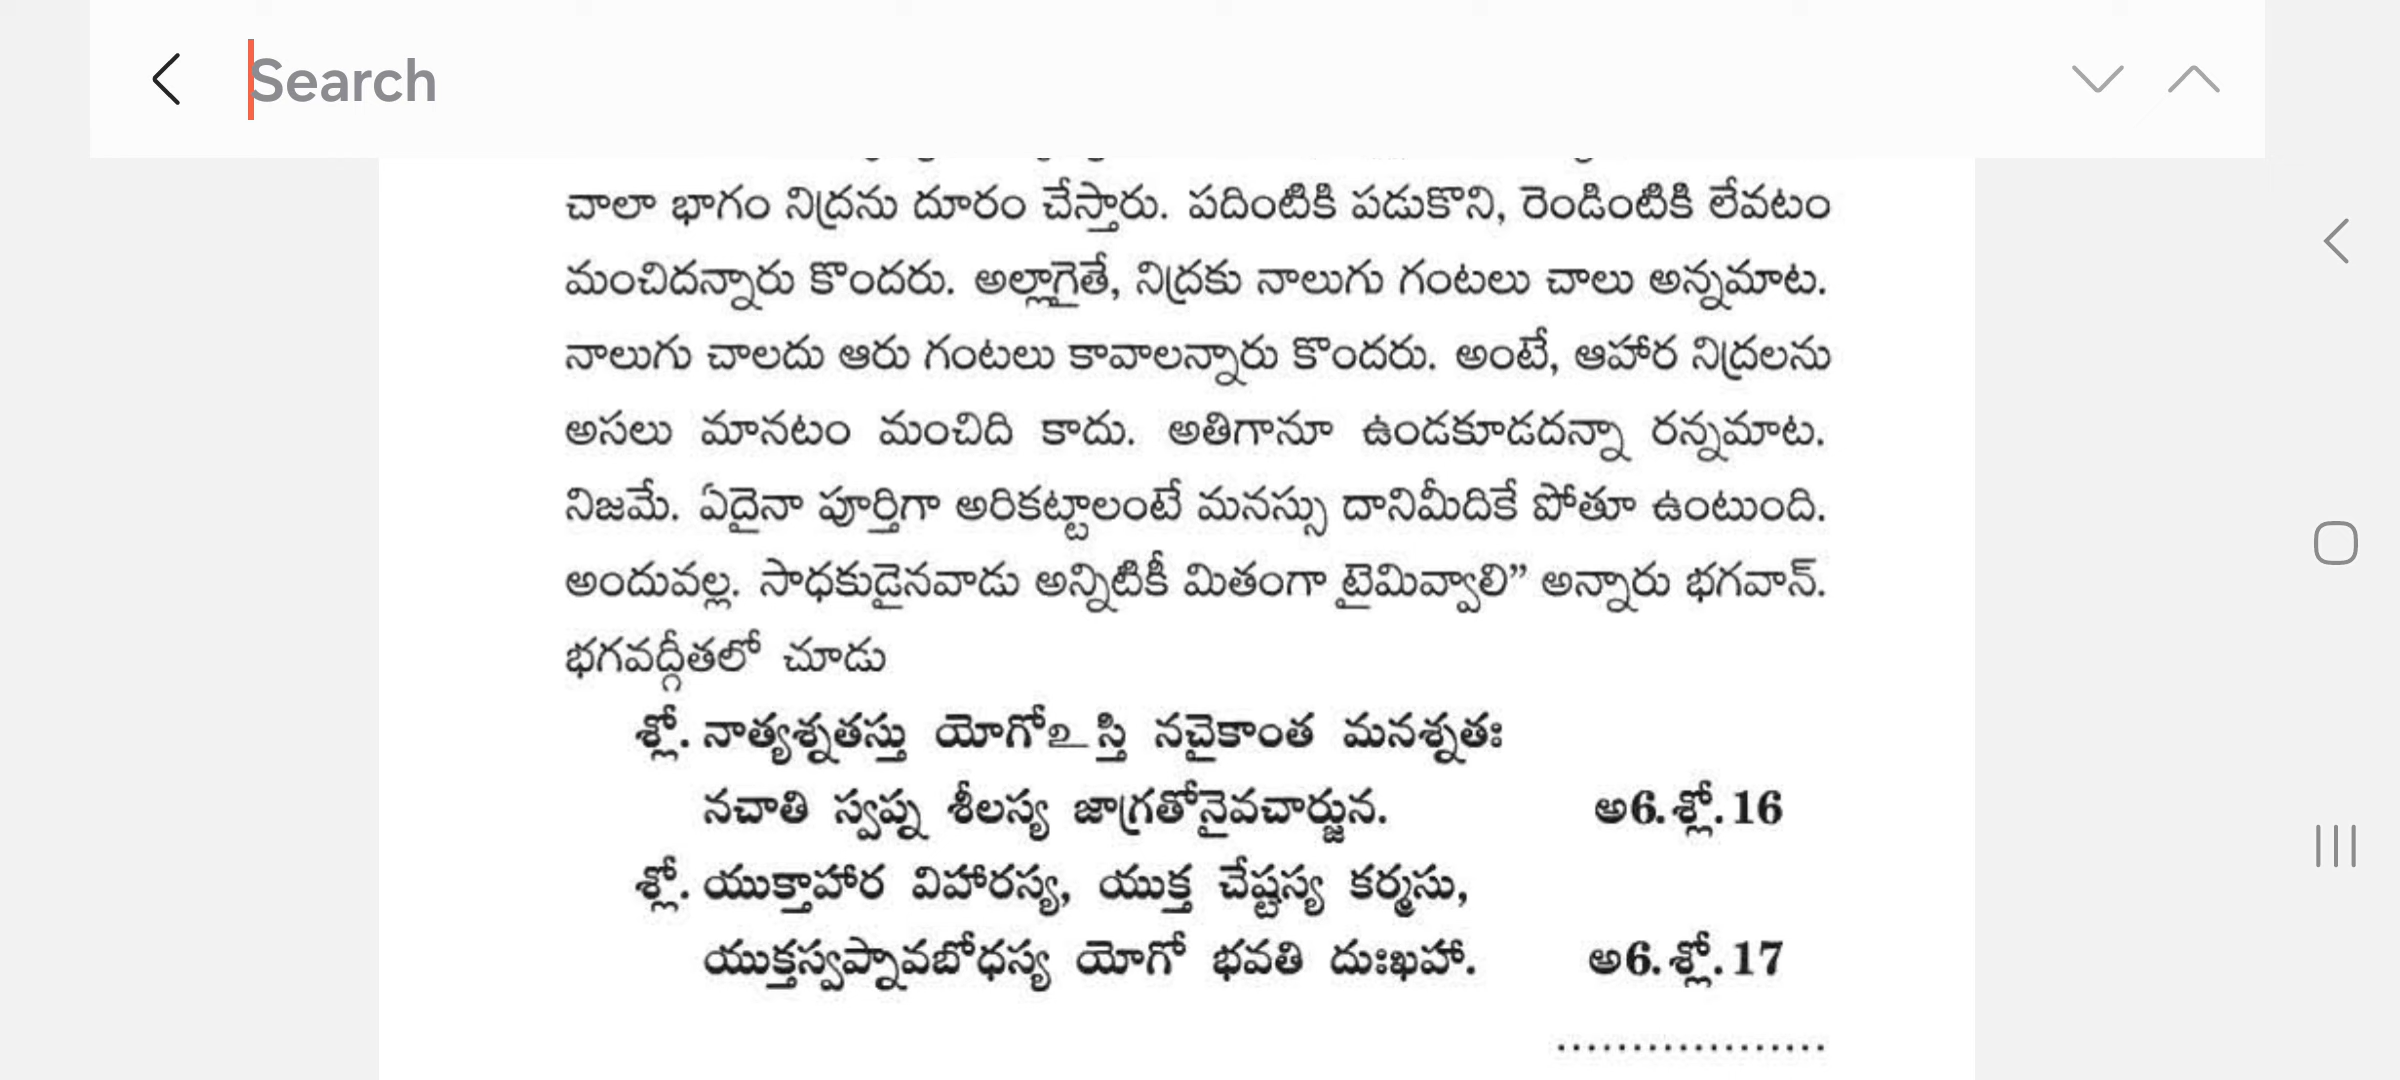 Search
చాలా భాగం నిద్రను దూరం చేస్తారు. పదింటికి పడుకొని, రెండింటికి లేవటం
మంచిదన్నారు కొందరు. అల్లాగైతే, నిద్రకు నాలుగు గంటలు చాలు అన్నమాట.
నాలుగు చాలదు ఆరు గంటలు కావాలన్నారు కొందరు. అంటే, ఆహార నిద్రలను
అసలు మానటం మంచిది కాదు. అతిగానూ ఉండకూడదన్నా రన్నమాట.
నిజమే. ఏదైనా పూర్తిగా అరికట్టాలంటే మనస్సు దానిమీదికే పోతూ ఉంటుంది.
అందువల్ల. సాధకుడైనవాడు అన్నిటికీ మితంగా టైమివ్వాలి” అన్నారు భగవాన్.
భగవద్గీతలో చూడు
శ్లో. నాత్యశ్నతస్తు యోగోఽస్తి నచైకాంత మనశ్నతః
నచాతి స్వప్న శీలస్య జాగ్రతోనైవచార్జున. అ6.శ్లో.16
శ్లో. యుక్తాహార విహారస్య, యుక్త చేష్టస్య కర్మసు,
యుక్తస్వప్నావబోధస్య యోగో భవతి దుఃఖహా. అ6.శ్లో.17
..................